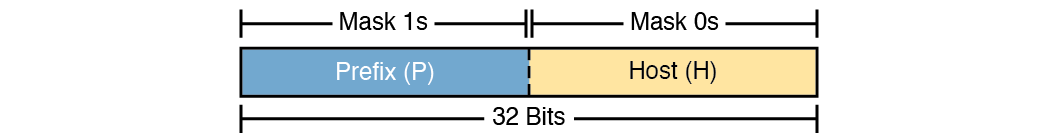 Mask 1s Mask 0s
Prefix (P) Host (H)
32 Bits